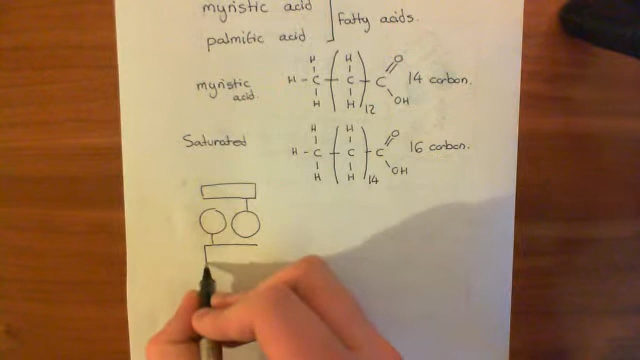 myristic acid
palmitic acid
Fatty acids.
myristic acid.
H H
H - C - ( C ) - C O
H H 12 OH
14 carbon.
Saturated
H H
H - C - ( C ) - C O
H H 14 OH
16 carbon.